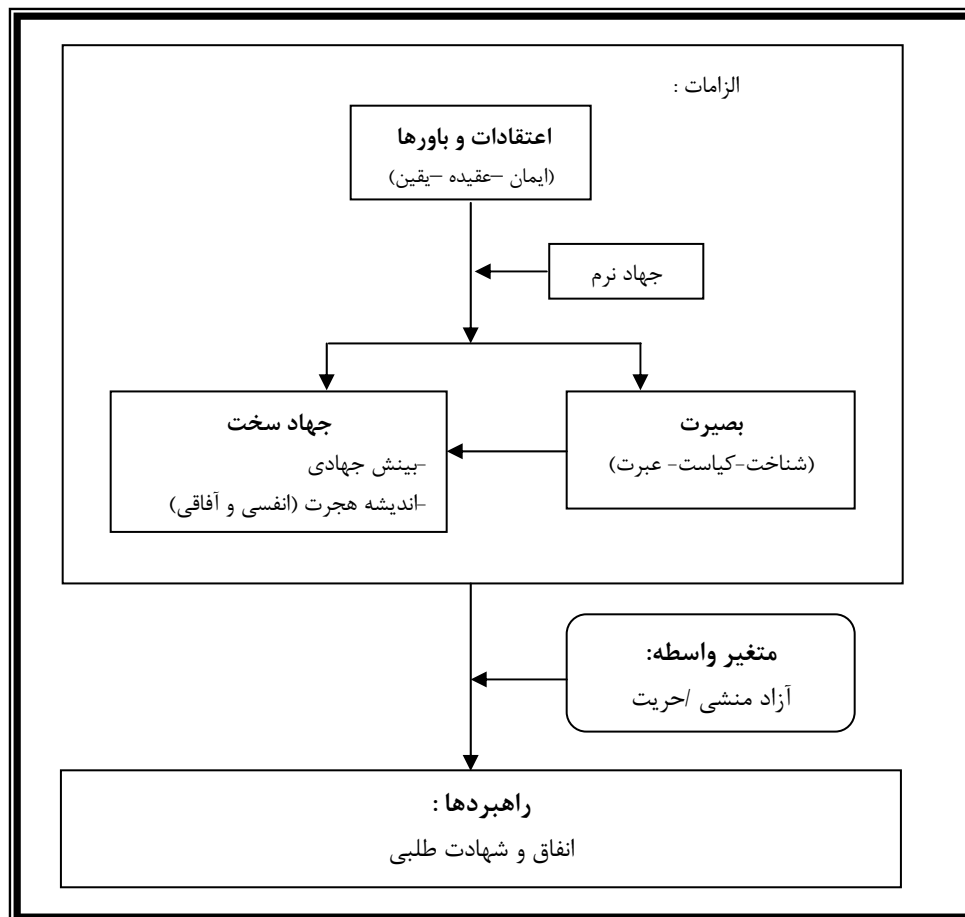 الزامات :
اعتقادات و باورها
(ایمان –عقیده –یقین)
جهاد نرم
بصیرت
(شناخت-کیاست- عبرت)
جهاد سخت
-بینش جهادی
-اندیشه هجرت (انفسی و آفاقی)
متغیر واسطه:
آزاد منشی /حریت
راهبردها :
انفاق و شهادت طلبی